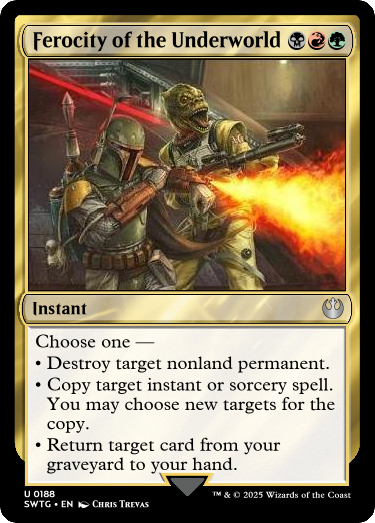 Ferocity of the Underworld
Instant
Choose one —
• Destroy target nonland permanent.
• Copy target instant or sorcery spell.
You may choose new targets for the
copy.
• Return target card from your
graveyard to your hand.
U 0188
SWTG • EN Chris Trevas
™ & © 2025 Wizards of the Coast